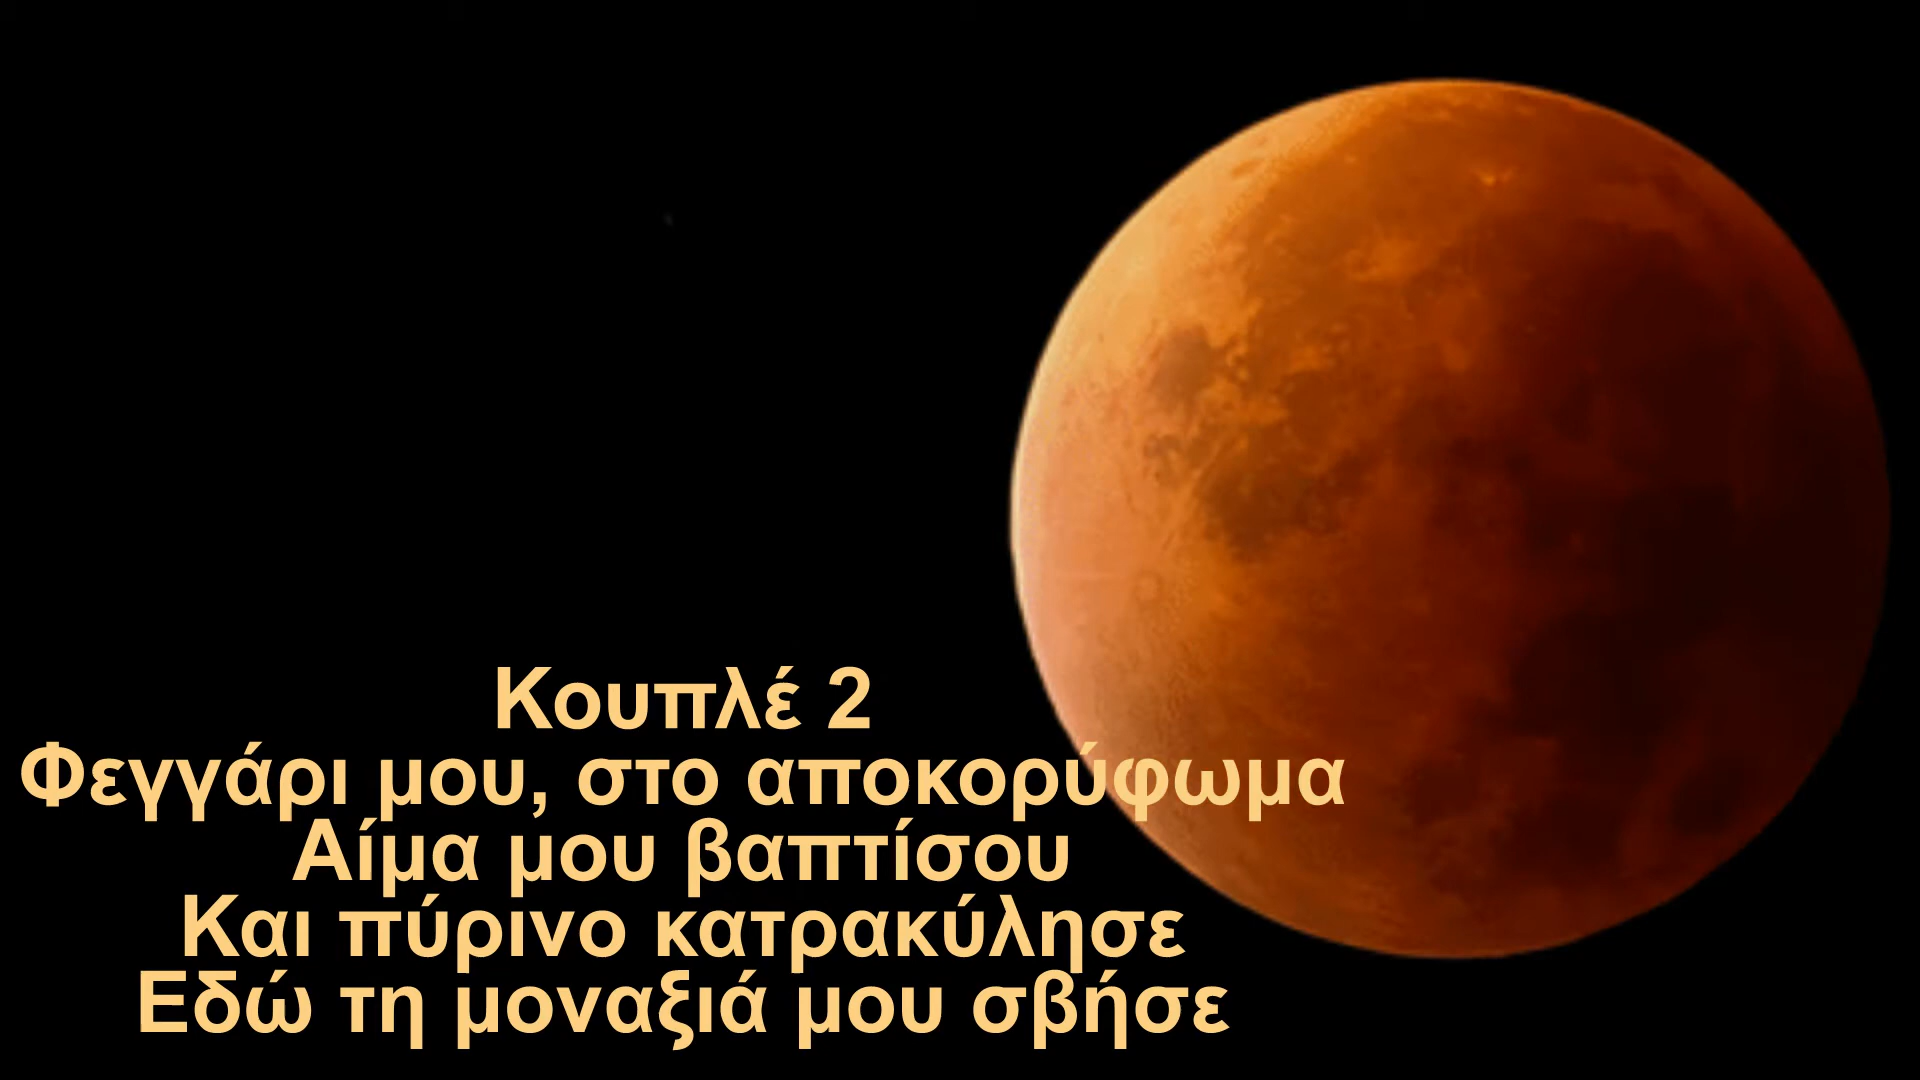 Κουπλέ 2
Φεγγάρι μου, στο αποκορύφωμα
Αίμα μου βαπτίσου
Και πύρινο κατρακύλησε
Εδώ τη μοναξιά μου σβήσε